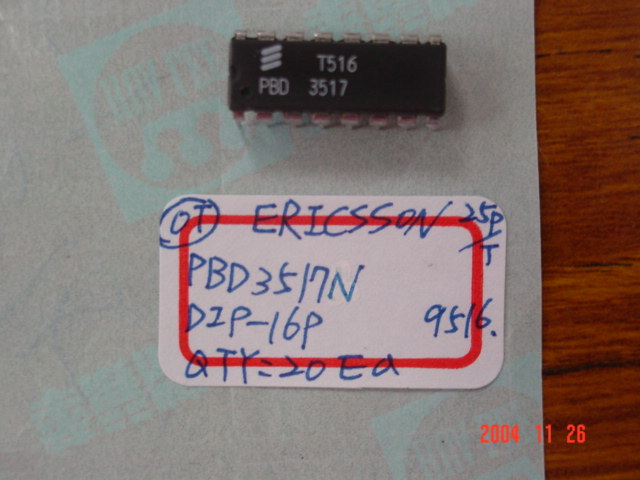 T516
PBD 3517
OT ERICSSON 25P/T
PBD3517N
DIP-16P 9516.
QTY=20Ea
2004 11 26